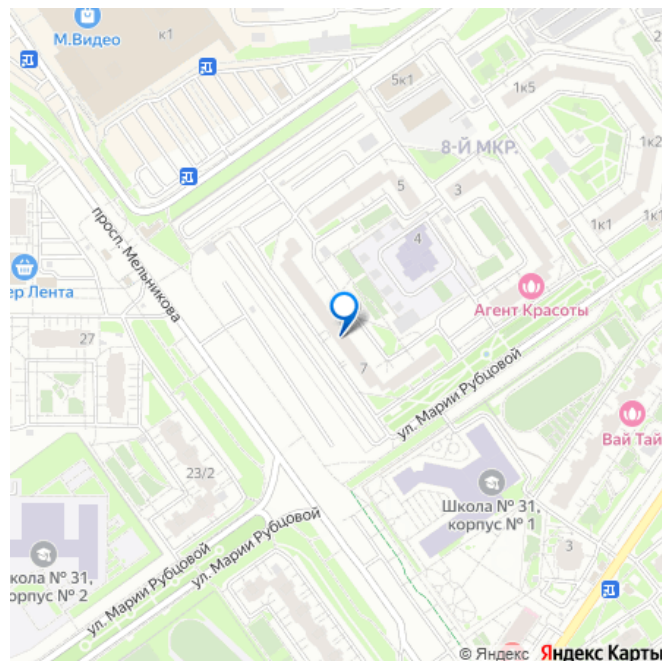 М.Видео
к1
5к1
1к5
8-Й МКР.
1к2
5
3
1к1
1к1
4
просп. Мельникова
ер Лента
Агент Красоты
27
7
ул. Марии Рубцовой
Вай Тай
23/2
Школа № 31,
корпус № 1
ул. Марии Рубцовой
3
кола № 31,
орпус № 2
ул. Марии Рубцовой
© Яндекс Яндекс Карты